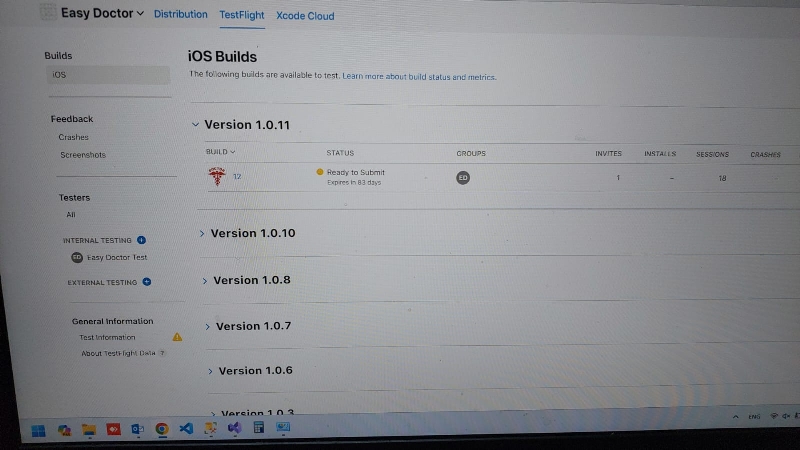 Easy Doctor
Distribution
TestFlight
Xcode Cloud
Builds
iOS
Feedback
Crashes
Screenshots
Testers
All
INTERNAL TESTING
ED Easy Doctor Test
EXTERNAL TESTING
General Information
Test Information
About TestFlight Data ?
iOS Builds
The following builds are available to test. Learn more about build status and metrics.
Version 1.0.11
BUILD STATUS GROUPS INVITES INSTALLS SESSIONS CRASHES
12 Ready to Submit ED 1 – 18
Expires in 83 days
Version 1.0.10
Version 1.0.8
Version 1.0.7
Version 1.0.6
Version 1.0.3
ENG